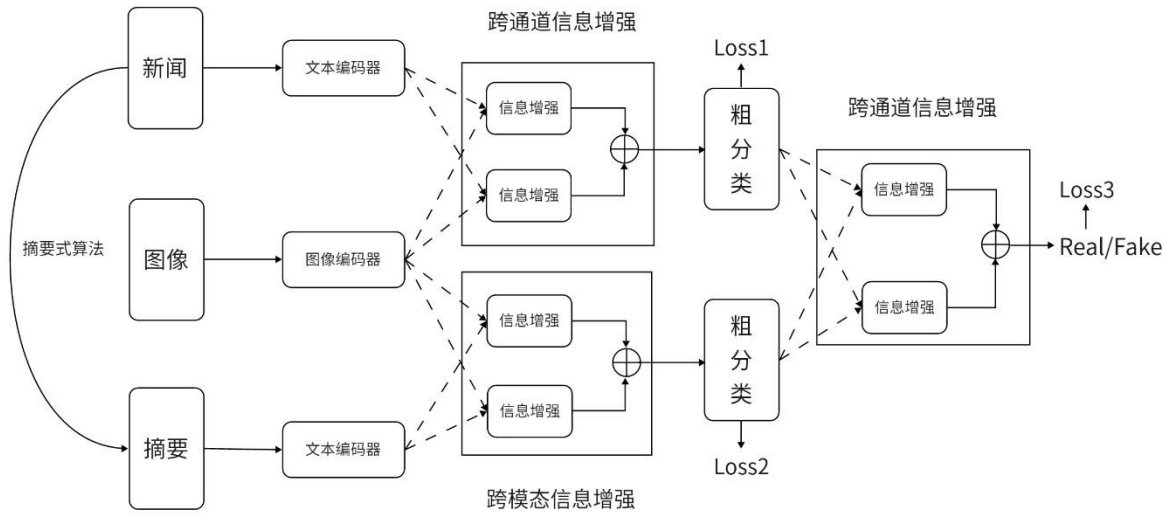 跨通道信息增强
Loss1
新闻
文本编码器
信息增强
信息增强
粗
分
类
跨通道信息增强
信息增强
信息增强
Loss3
Real/Fake
摘要式算法
图像
图像编码器
信息增强
信息增强
粗
分
类
摘要
文本编码器
Loss2
跨模态信息增强